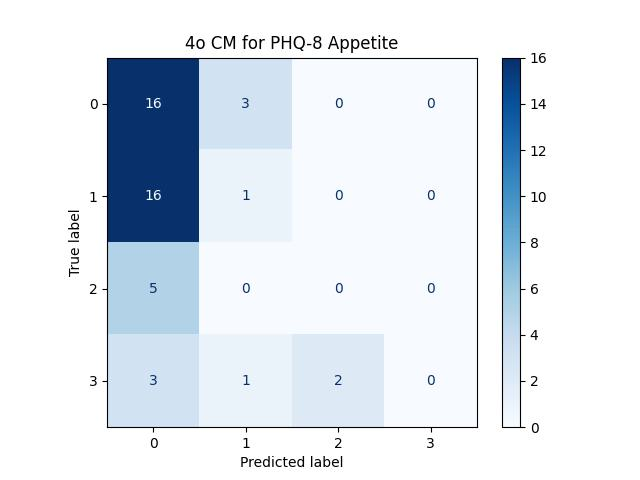 4o CM for PHQ-8 Appetite
True label
0 16 3 0 0
1 16 1 0 0
2 5 0 0 0
3 3 1 2 0
0 1 2 3
Predicted label
16
14
12
10
8
6
4
2
0